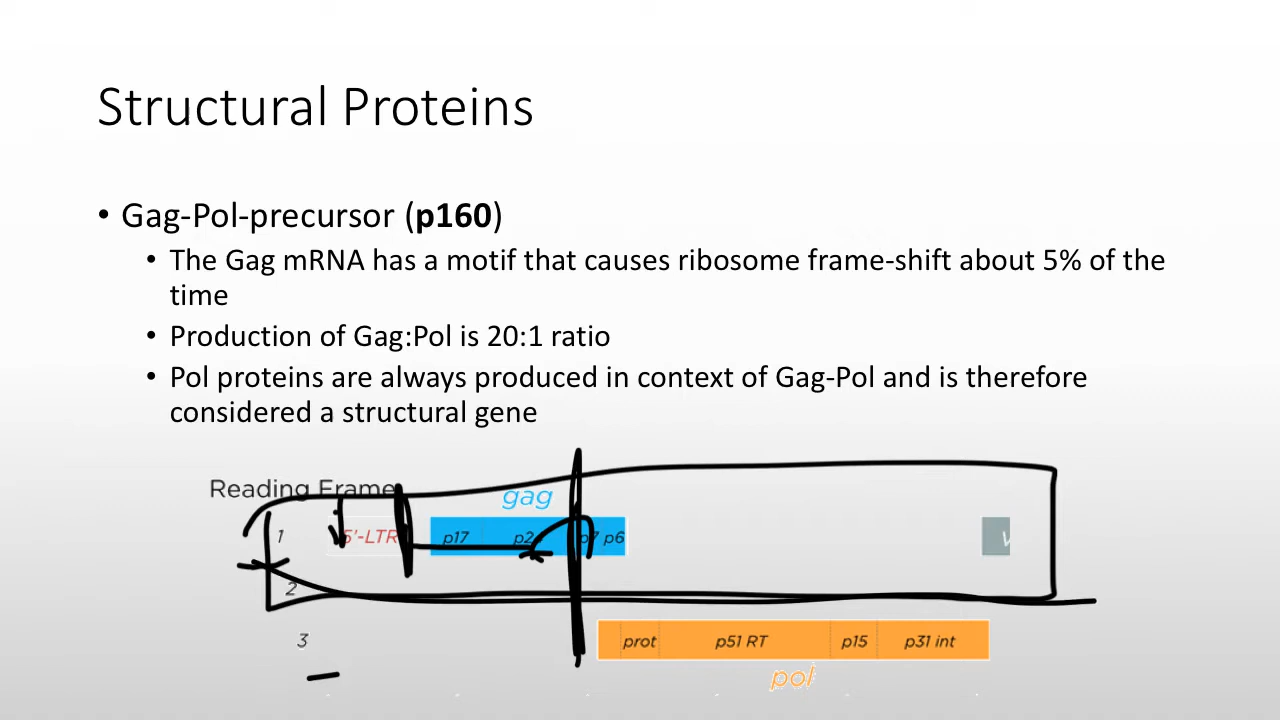 Structural Proteins
• Gag-Pol-precursor (p160)
• The Gag mRNA has a motif that causes ribosome frame-shift about 5% of the
time
• Production of Gag:Pol is 20:1 ratio
• Pol proteins are always produced in context of Gag-Pol and is therefore
considered a structural gene
Reading Frame
gag
1 5'-LTR p17 p6
2
3 prot p51 RT p15 p31 int
pol